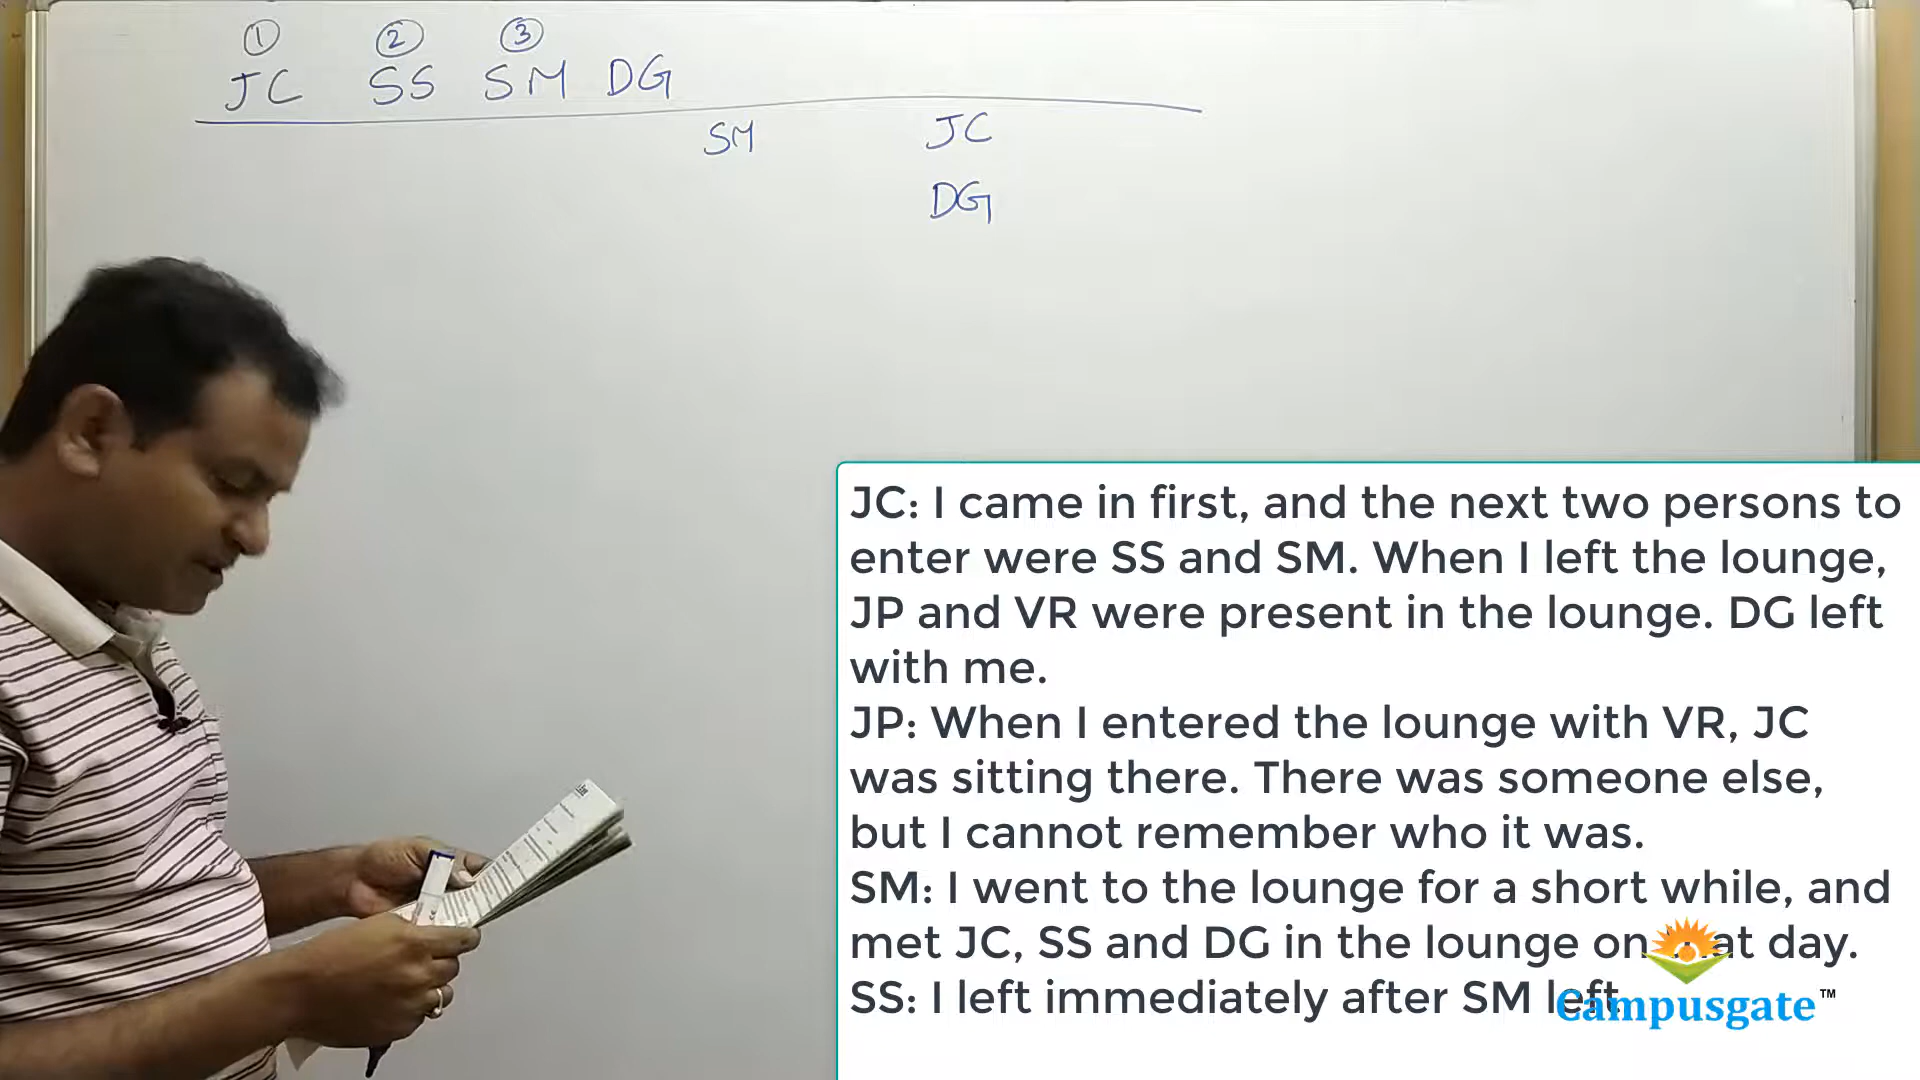 ① ② ③
JC SS SM DG
SM JC
DG
JC: I came in first, and the next two persons to
enter were SS and SM. When I left the lounge,
JP and VR were present in the lounge. DG left
with me.
JP: When I entered the lounge with VR, JC
was sitting there. There was someone else,
but I cannot remember who it was.
SM: I went to the lounge for a short while, and
met JC, SS and DG in the lounge on that day.
SS: I left immediately after SM left.
Campusgate™